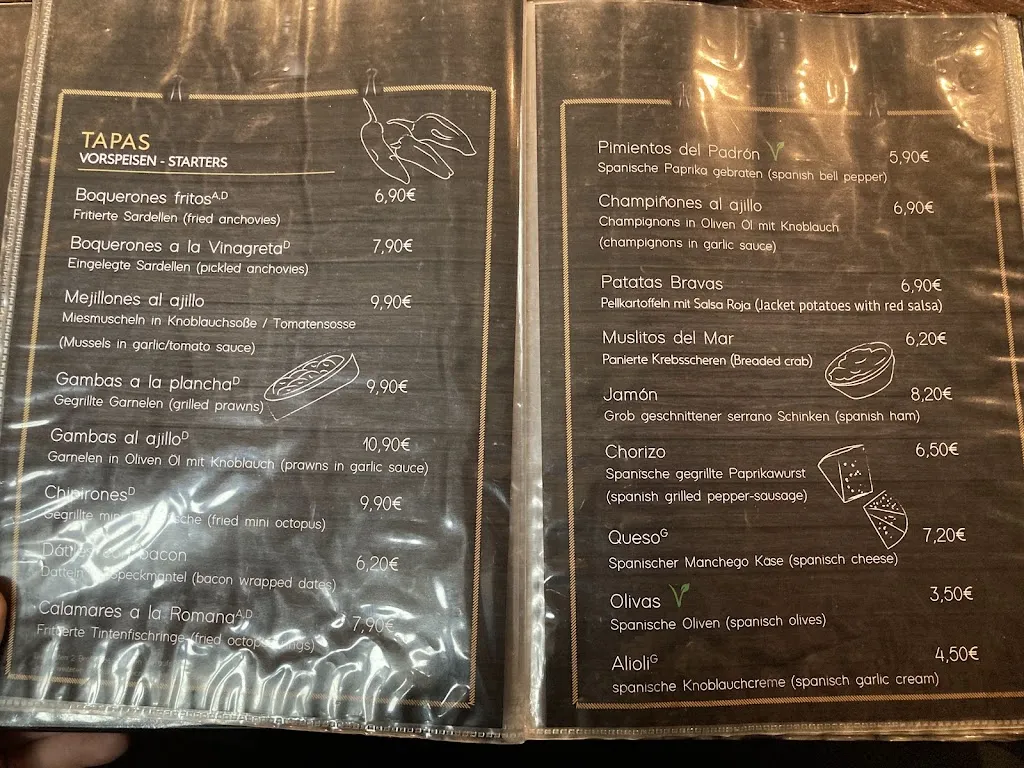 TAPAS
VORSPEISEN - STARTERS
Boquerones fritosA,D 6,90€
Fritierte Sardellen (fried anchovies)
Boquerones a la VinagretaD 7,90€
Eingelegte Sardellen (pickled anchovies)
Mejillones al ajillo 9,90€
Miesmuscheln in Knoblauchsoße / Tomatensosse
(Mussels in garlic/tomato sauce)
Gambas a la planchaD 9,90€
Gegrillte Garnelen (grilled prawns)
Gambas al ajilloD 10,90€
Garnelen in Oliven Öl mit Knoblauch (prawns in garlic sauce)
ChipironesD 9,90€
Gegrillte mini (fried mini octopus)
bacon 6,20€
Datteln Speckmantel (bacon wrapped dates)
Calamares a la RomanaA,D 7,90€
Fritierte Tintenfischringe (fried
Pimientos del Padrón 5,90€
Spanische Paprika gebraten (spanish bell pepper)
Champiñones al ajillo 6,90€
Champignons in Oliven Öl mit Knoblauch
(champignons in garlic sauce)
Patatas Bravas 6,90€
Pellkartoffeln mit Salsa Roja (Jacket potatoes with red salsa)
Muslitos del Mar 6,20€
Panierte Krebsscheren (Breaded crab)
Jamón 8,20€
Grob geschnittener serrano Schinken (spanish ham)
Chorizo 6,50€
Spanische gegrillte Paprikawurst
(spanish grilled pepper-sausage)
QuesoG 7,20€
Spanischer Manchego Käse (spanisch cheese)
Olivas 3,50€
Spanische Oliven (spanisch olives)
AlioliG 4,50€
spanische Knoblauchcreme (spanisch garlic cream)